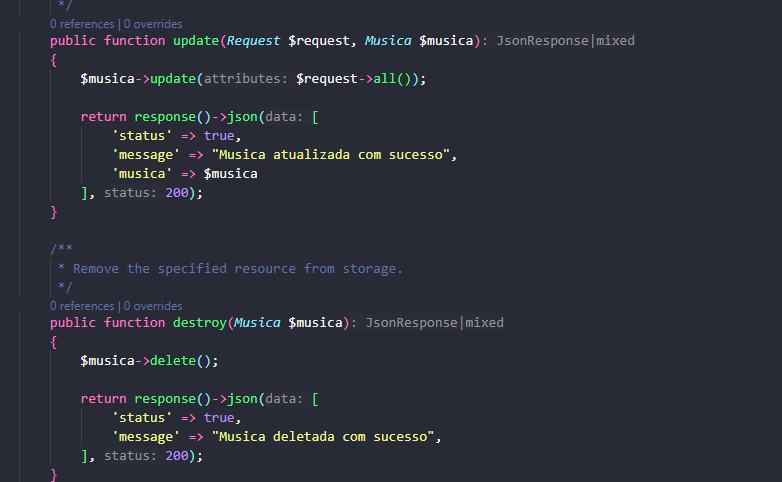 */
0 references | 0 overrides
public function update(Request $request, Musica $musica): JsonResponse|mixed
{
$musica->update(attributes: $request->all());
return response()->json(data: [
'status' => true,
'message' => "Musica atualizada com sucesso",
'musica' => $musica
], status: 200);
}
/**
* Remove the specified resource from storage.
*/
0 references | 0 overrides
public function destroy(Musica $musica): JsonResponse|mixed
{
$musica->delete();
return response()->json(data: [
'status' => true,
'message' => "Musica deletada com sucesso",
], status: 200);
}